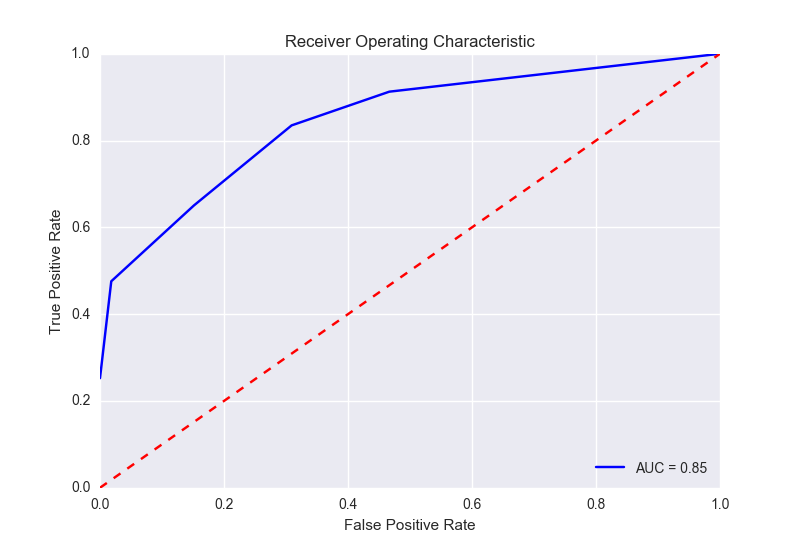 Receiver Operating Characteristic
1.0
0.8
0.6
0.4
0.2
0.0
True Positive Rate
AUC = 0.85
0.0 0.2 0.4 0.6 0.8 1.0
False Positive Rate